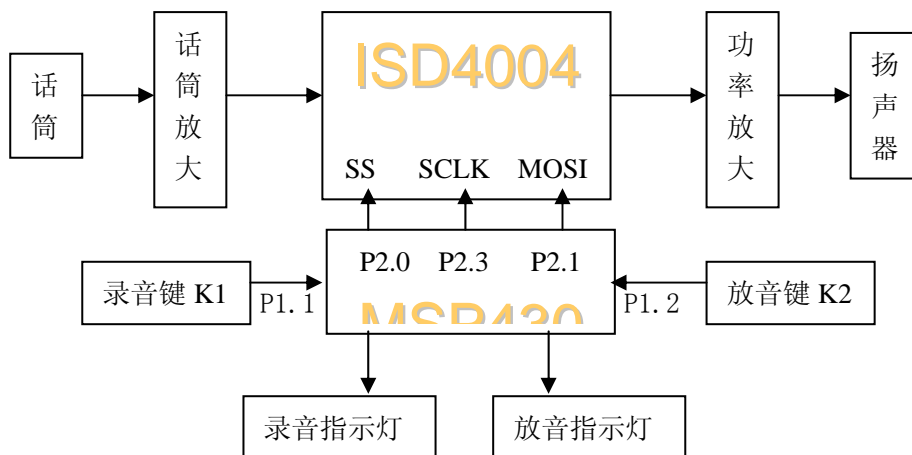 话筒
话筒放大
ISD4004
功率放大
扬声器
SS SCLK MOSI
P2.0 P2.3 P2.1
录音键 K1
P1.1
MSP430
P1.2
放音键 K2
录音指示灯
放音指示灯